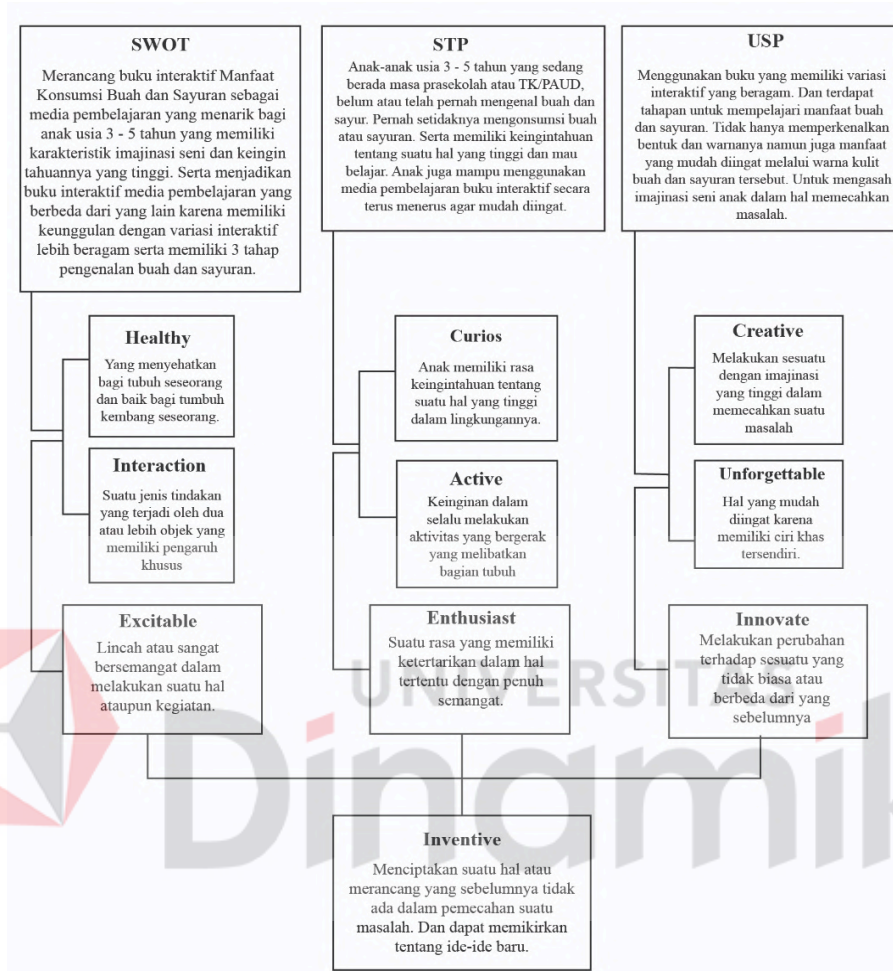 SWOT
Merancang buku interaktif Manfaat
Konsumsi Buah dan Sayuran sebagai
media pembelajaran yang menarik bagi
anak usia 3 - 5 tahun yang memiliki
karakteristik imajinasi seni dan keingin
tahuannya yang tinggi. Serta menjadikan
buku interaktif media pembelajaran yang
berbeda dari yang lain karena memiliki
keunggulan dengan variasi interaktif
lebih beragam serta memiliki 3 tahap
pengenalan buah dan sayuran.
STP
Anak-anak usia 3 - 5 tahun yang sedang
berada masa prasekolah atau TK/PAUD,
belum atau telah pernah mengenal buah dan
sayur. Pernah setidaknya mengonsumsi buah
atau sayuran. Serta memiliki keingintahuan
tentang suatu hal yang tinggi dan mau
belajar. Anak juga mampu menggunakan
media pembelajaran buku interaktif secara
terus menerus agar mudah diingat.
USP
Menggunakan buku yang memiliki variasi
interaktif yang beragam. Dan terdapat
tahapan untuk mempelajari manfaat buah
dan sayuran. Tidak hanya memperkenalkan
bentuk dan warnanya namun juga manfaat
yang mudah diingat melalui warna kulit
buah dan sayuran tersebut. Untuk mengasah
imajinasi seni anak dalam hal memecahkan
masalah.
Healthy
Yang menyehatkan
bagi tubuh seseorang
dan baik bagi tumbuh
kembang seseorang.
Curios
Anak memiliki rasa
keingintahuan tentang
suatu hal yang tinggi
dalam lingkungannya.
Creative
Melakukan sesuatu
dengan imajinasi
yang tinggi dalam
memecahkan suatu
masalah
Interaction
Suatu jenis tindakan
yang terjadi oleh dua
atau lebih objek yang
memiliki pengaruh
khusus
Active
Keinginan dalam
selalu melakukan
aktivitas yang bergerak
yang melibatkan
bagian tubuh
Unforgettable
Hal yang mudah
diingat karena
memiliki ciri khas
tersendiri.
Excitable
Lincah atau sangat
bersemangat dalam
melakukan suatu hal
ataupun kegiatan.
Enthusiast
Suatu rasa yang memiliki
ketertarikan dalam hal
tertentu dengan penuh
semangat.
Innovate
Melakukan perubahan
terhadap sesuatu yang
tidak biasa atau
berbeda dari yang
sebelumnya
UNIVERSITAS
Dinamik
Inventive
Menciptakan suatu hal atau
merancang yang sebelumnya tidak
ada dalam pemecahan suatu
masalah. Dan dapat memikirkan
tentang ide-ide baru.